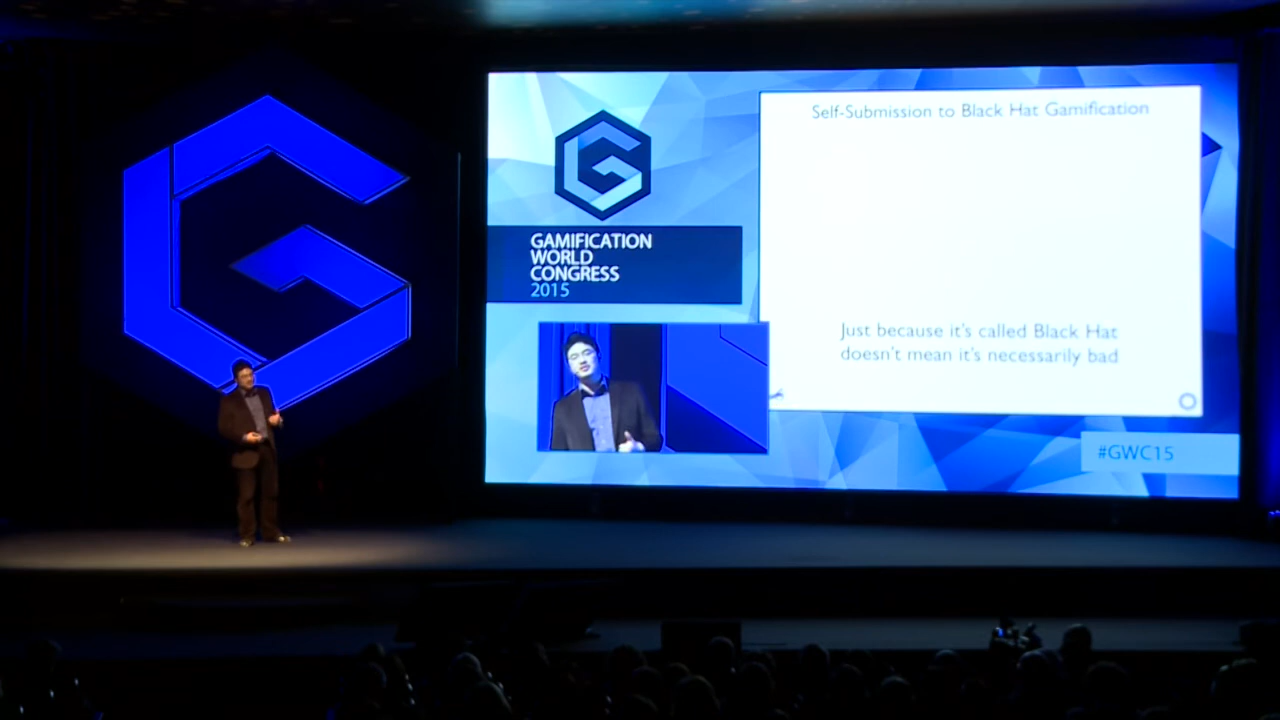 Self-Submission to Black Hat Gamification
GAMIFICATION
WORLD
CONGRESS
2015
Just because it's called Black Hat
doesn't mean it's necessarily bad
#GWC15